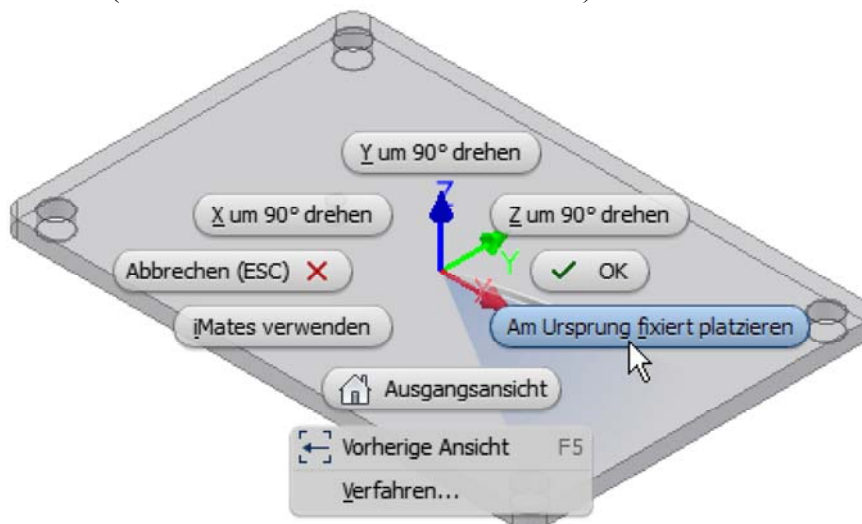 Y um 90° drehen
Z
X um 90° drehen
Z um 90° drehen
Y
Abbrechen (ESC)
OK
X
iMates verwenden
Am Ursprung fixiert platzieren
Ausgangsansicht
Vorherige Ansicht F5
Verfahren...